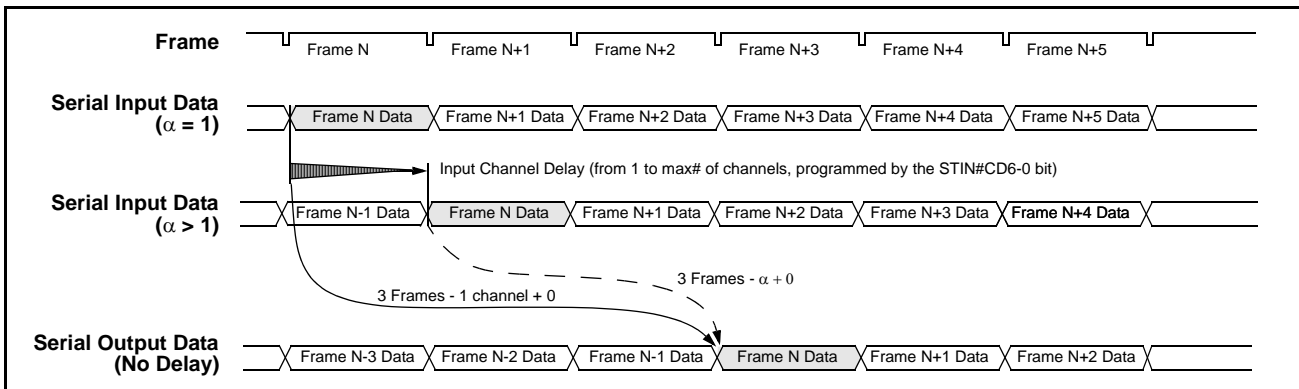 Frame
Frame N Frame N+1 Frame N+2 Frame N+3 Frame N+4 Frame N+5
Serial Input Data
(α = 1)
Frame N Data Frame N+1 Data Frame N+2 Data Frame N+3 Data Frame N+4 Data Frame N+5 Data
Input Channel Delay (from 1 to max# of channels, programmed by the STIN#CD6-0 bit)
Serial Input Data
(α > 1)
Frame N-1 Data Frame N Data Frame N+1 Data Frame N+2 Data Frame N+3 Data Frame N+4 Data
3 Frames - α + 0
3 Frames - 1 channel + 0
Serial Output Data
(No Delay)
Frame N-3 Data Frame N-2 Data Frame N-1 Data Frame N Data Frame N+1 Data Frame N+2 Data